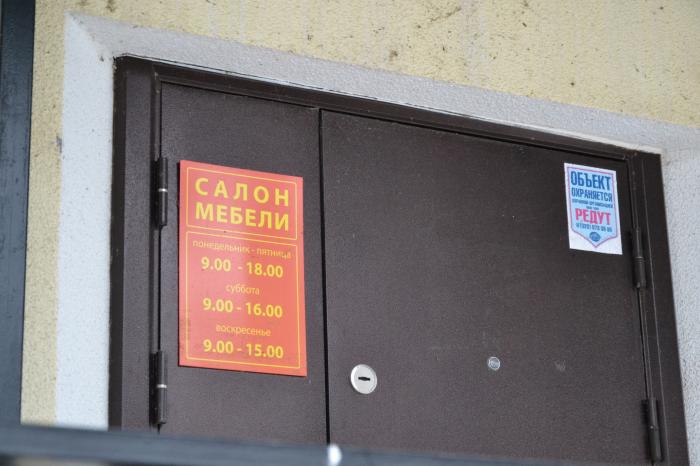 САЛОН
МЕБЕЛИ
понедельник - пятница
9.00 - 18.00
суббота
9.00 - 16.00
воскресенье
9.00 - 15.00
ОБЪЕКТ
ОХРАНЯЕТСЯ
РЕДУТ